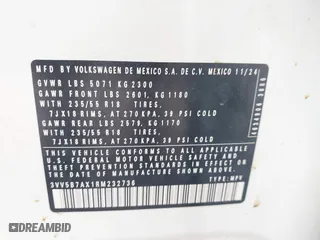 MFD BY VOLKSWAGEN DE MEXICO S.A. DE C.V. MEXICO 11/24
GVWR LBS 5071 KG 2300
GAWR FRONT LBS 2601, KG 1180
WITH 235/55 R18 TIRES,
7JX18 RIMS, AT 270 KPA, 39 PSI COLD
GAWR REAR LBS 2579, KG 1170
WITH 235/55 R18 TIRES,
7JX18 RIMS, AT 270 KPA, 39 PSI COLD
THIS VEHICLE CONFORMS TO ALL APPLICABLE
U.S. FEDERAL MOTOR VEHICLE SAFETY, BUMPER AND
THEFT PREVENTION STANDARDS IN EFFECT ON
THE DATE OF MANUFACTURE SHOWN ABOVE.
3VV5B7AX1RM232736 TYPE: MPV
© DRIVERSIDE
AUTOBIDMASTER.COM